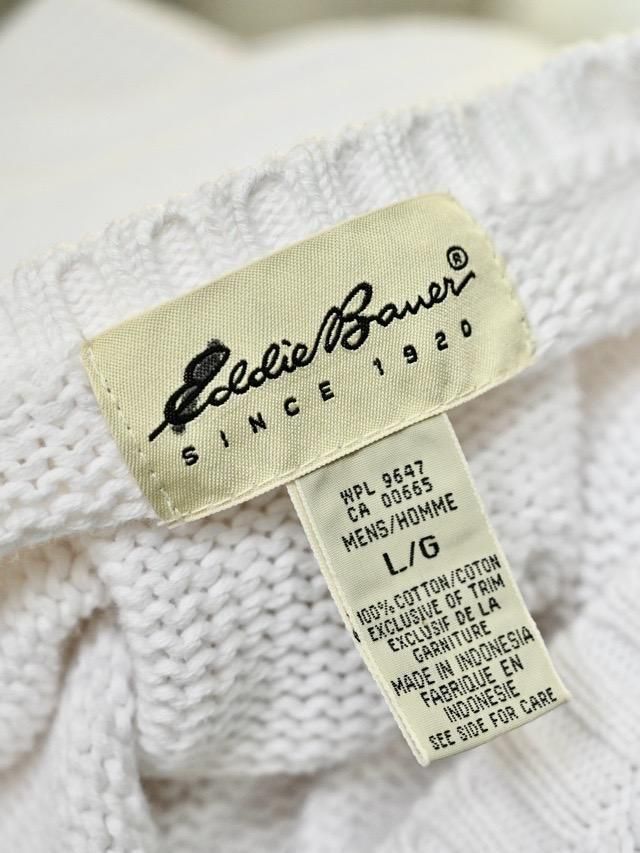 Eddie Bauer®
SINCE 1920
WPL 9647
CA 00665
MENS/HOMME
L/G
100% COTTON/COTON
EXCLUSIVE OF TRIM
EXCLUSIF DE LA
GARNITURE
MADE IN INDONESIA
FABRIQUE EN
INDONESIE
SEE SIDE FOR CARE